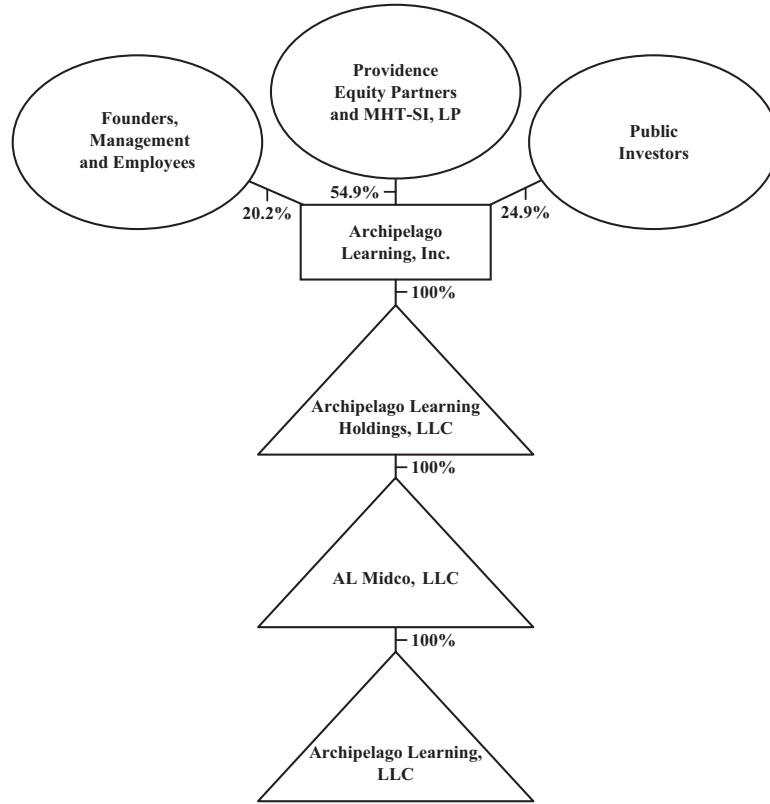 Providence
Equity Partners
and MHT-SI, LP
Founders,
Management
and Employees
Public
Investors
20.2%
54.9%
24.9%
Archipelago
Learning, Inc.
100%
Archipelago Learning
Holdings, LLC
100%
AL Midco, LLC
100%
Archipelago Learning,
LLC